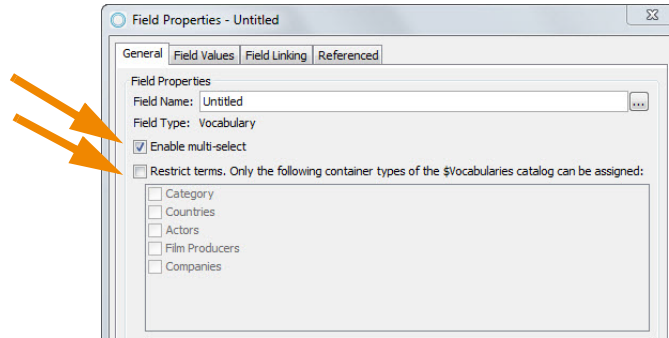 Field Properties - Untitled
General Field Values Field Linking Referenced
Field Properties
Field Name: Untitled ...
Field Type: Vocabulary
Enable multi-select
Restrict terms. Only the following container types of the $Vocabularies catalog can be assigned:
Category
Countries
Actors
Film Producers
Companies